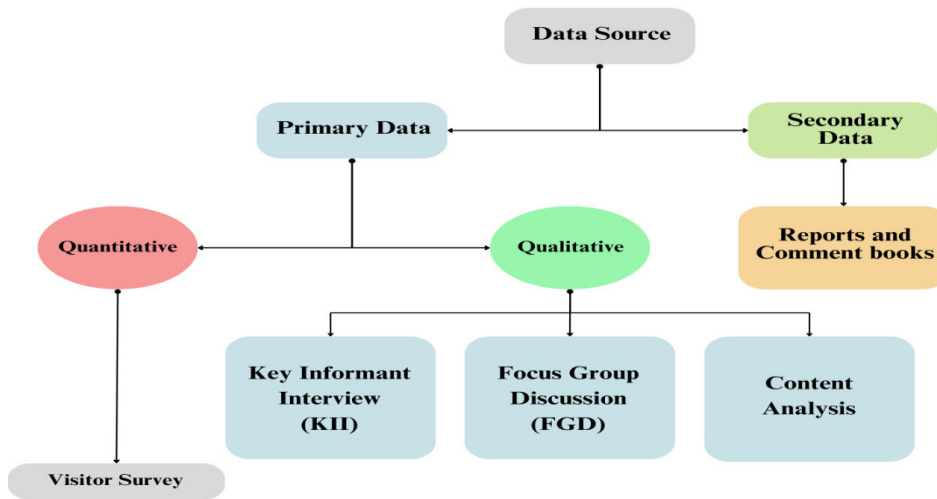 Data Source
Primary Data
Secondary
Data
Quantitative
Qualitative
Reports and
Comment books
Key Informant
Interview
(KII)
Focus Group
Discussion
(FGD)
Content
Analysis
Visitor Survey